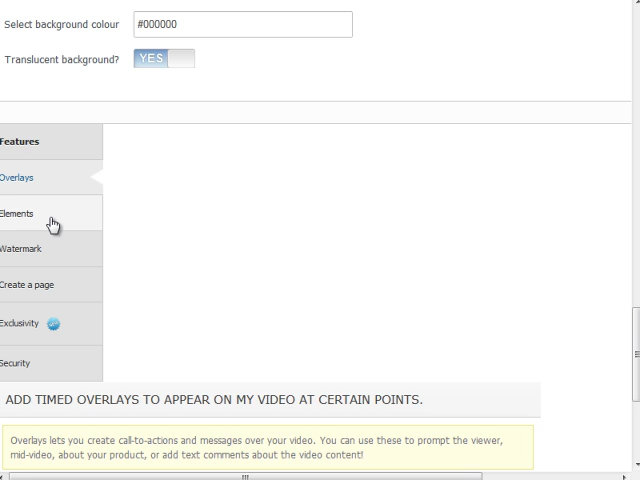 Select background colour
#000000
Translucent background?
YES
Features
Overlays
Elements
Watermark
Create a page
Exclusivity
Security
ADD TIMED OVERLAYS TO APPEAR ON MY VIDEO AT CERTAIN POINTS.
Overlays lets you create call-to-actions and messages over your video. You can use these to prompt the viewer,
mid-video, about your product, or add text comments about the video content!